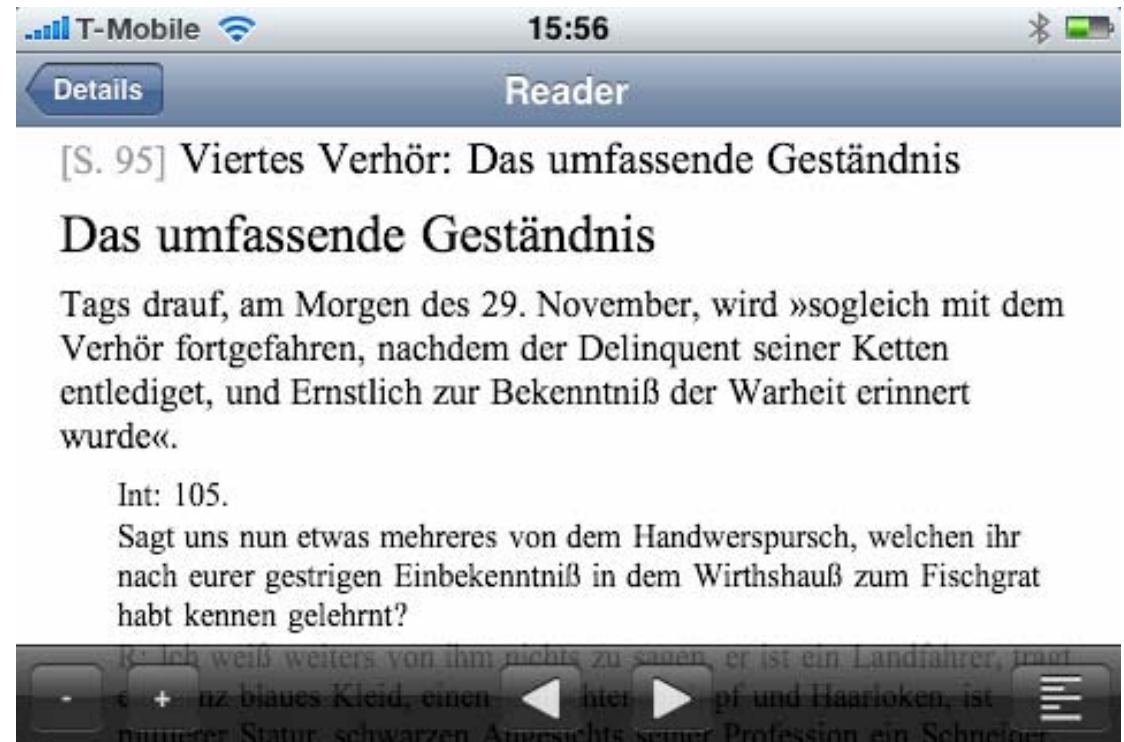 T-Mobile 15:56
Details Reader
[S. 95] Viertes Verhör: Das umfassende Geständnis
Das umfassende Geständnis
Tags drauf, am Morgen des 29. November, wird »sogleich mit dem
Verhör fortgefahren, nachdem der Delinquent seiner Ketten
entlediget, und Ernstlich zur Bekenntniß der Warheit erinnert
wurde«.
Int: 105.
Sagt uns nun etwas mehreres von dem Handwerspursch, welchen ihr
nach eurer gestrigen Einbekenntniß in dem Wirthshauß zum Fischgrat
habt kennen gelehrnt?
R: Ich weiß weiters von ihm nichts zu sagen, er ist ein Landfahrer, tragt
blaues Kleid, einen und Haarloken, ist
mitterer Statur, schwarzen Angesichts seiner Profession ein Schneider,
- +